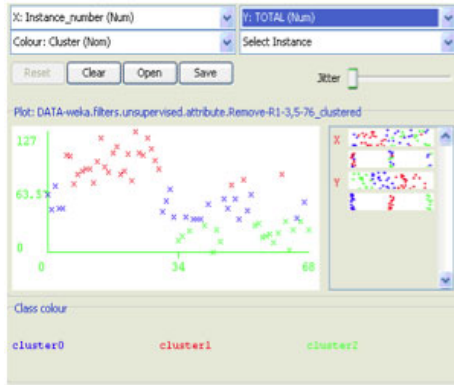 X: Instance_number (Num) Y: TOTAL (Num)
Colour: Cluster (Nom) Select Instance
Reset Clear Open Save Jitter
Plot: DATA-weka.filters.unsupervised.attribute.Remove-R1-3,5-76_clustered
127
63.5
0
0 34 68
X
Y
Class colour
cluster0 cluster1 cluster2